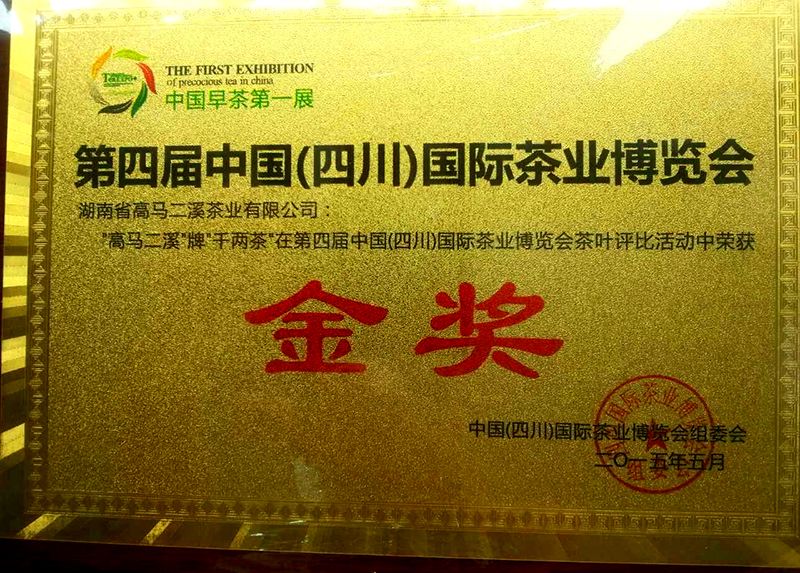 THE FIRST EXHIBITION
of precocious tea in china
中国早茶第一展
第四届中国(四川)国际茶业博览会
湖南省高马二溪茶业有限公司：
"高马二溪"牌"千两茶"在第四届中国(四川)国际茶业博览会茶叶评比活动中荣获
金奖
中国(四川)国际茶业博览会组委会
二〇一五年五月